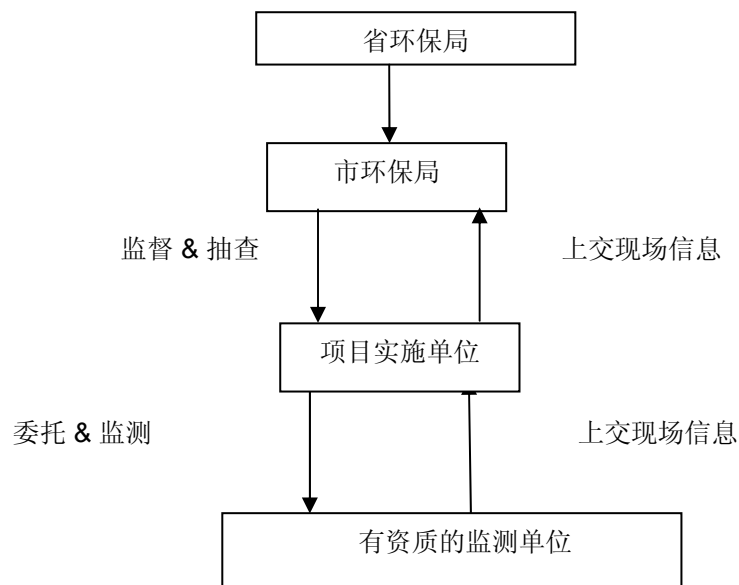 省环保局
市环保局
监督 & 抽查
上交现场信息
项目实施单位
委托 & 监测
上交现场信息
有资质的监测单位